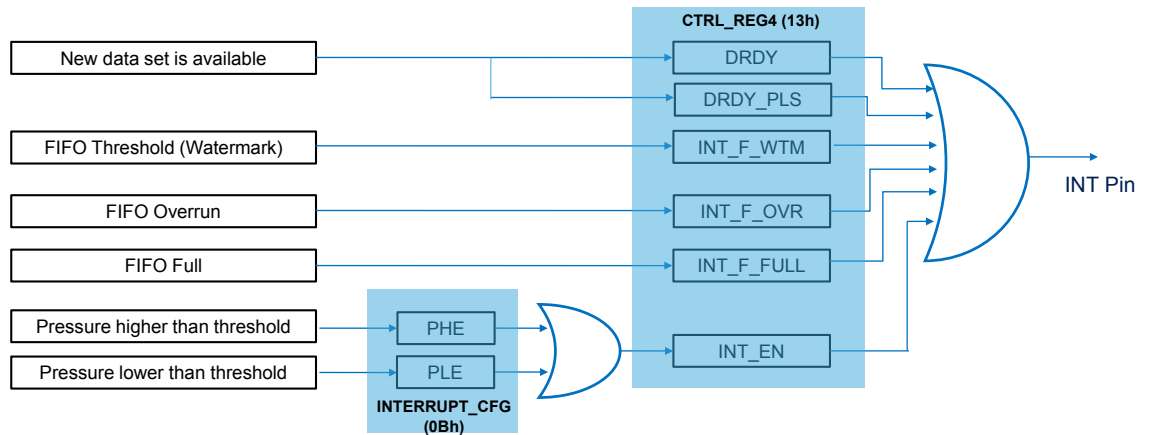 CTRL_REG4 (13h)
New data set is available
DRDY
DRDY_PLS
FIFO Threshold (Watermark)
INT_F_WTM
INT Pin
FIFO Overrun
INT_F_OVR
FIFO Full
INT_F_FULL
Pressure higher than threshold
PHE
INT_EN
Pressure lower than threshold
PLE
INTERRUPT_CFG
(0Bh)